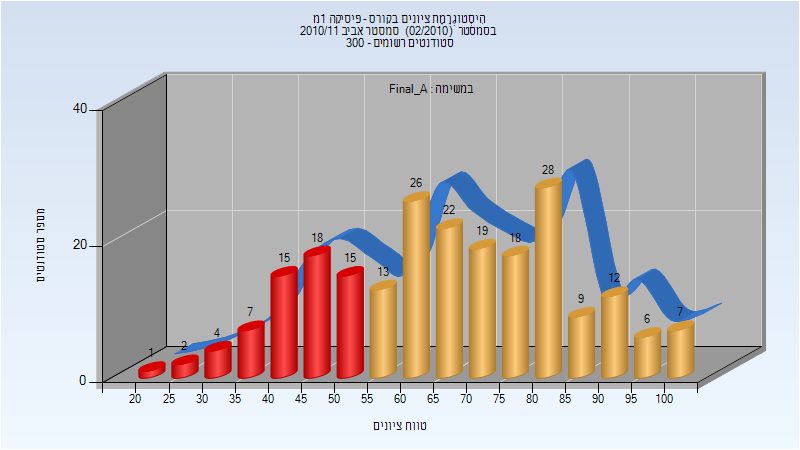 היסטוגרמת ציונים בקורס - פיסיקה 1מ
בסמסטר (02/2010) סמסטר אביב 2010/11
סטודנטים רשומים - 300
במשימה : Final_A
מספר סטודנטים
40
20
0
1
2
4
7
15
18
15
13
26
22
19
18
28
9
12
6
7
20 25 30 35 40 45 50 55 60 65 70 75 80 85 90 95 100
טווח ציונים